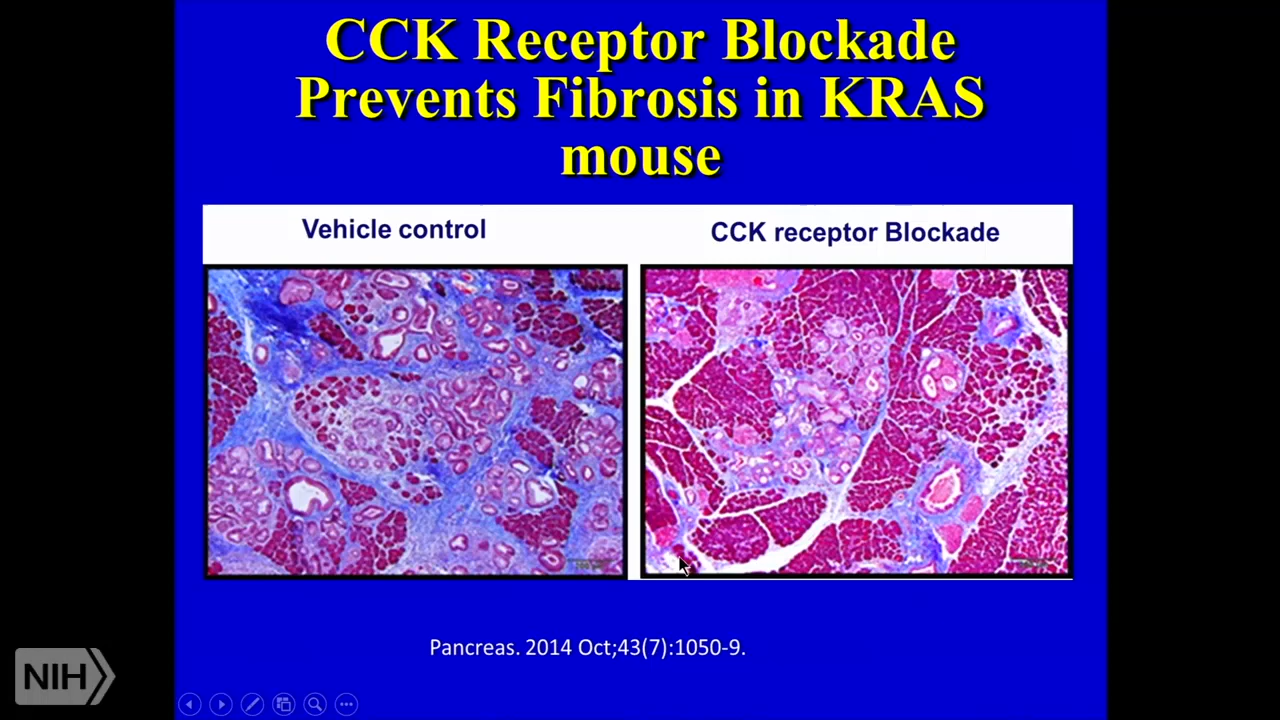 CCK Receptor Blockade
Prevents Fibrosis in KRAS
mouse
Vehicle control
CCK receptor Blockade
Pancreas. 2014 Oct;43(7):1050-9.
NIH